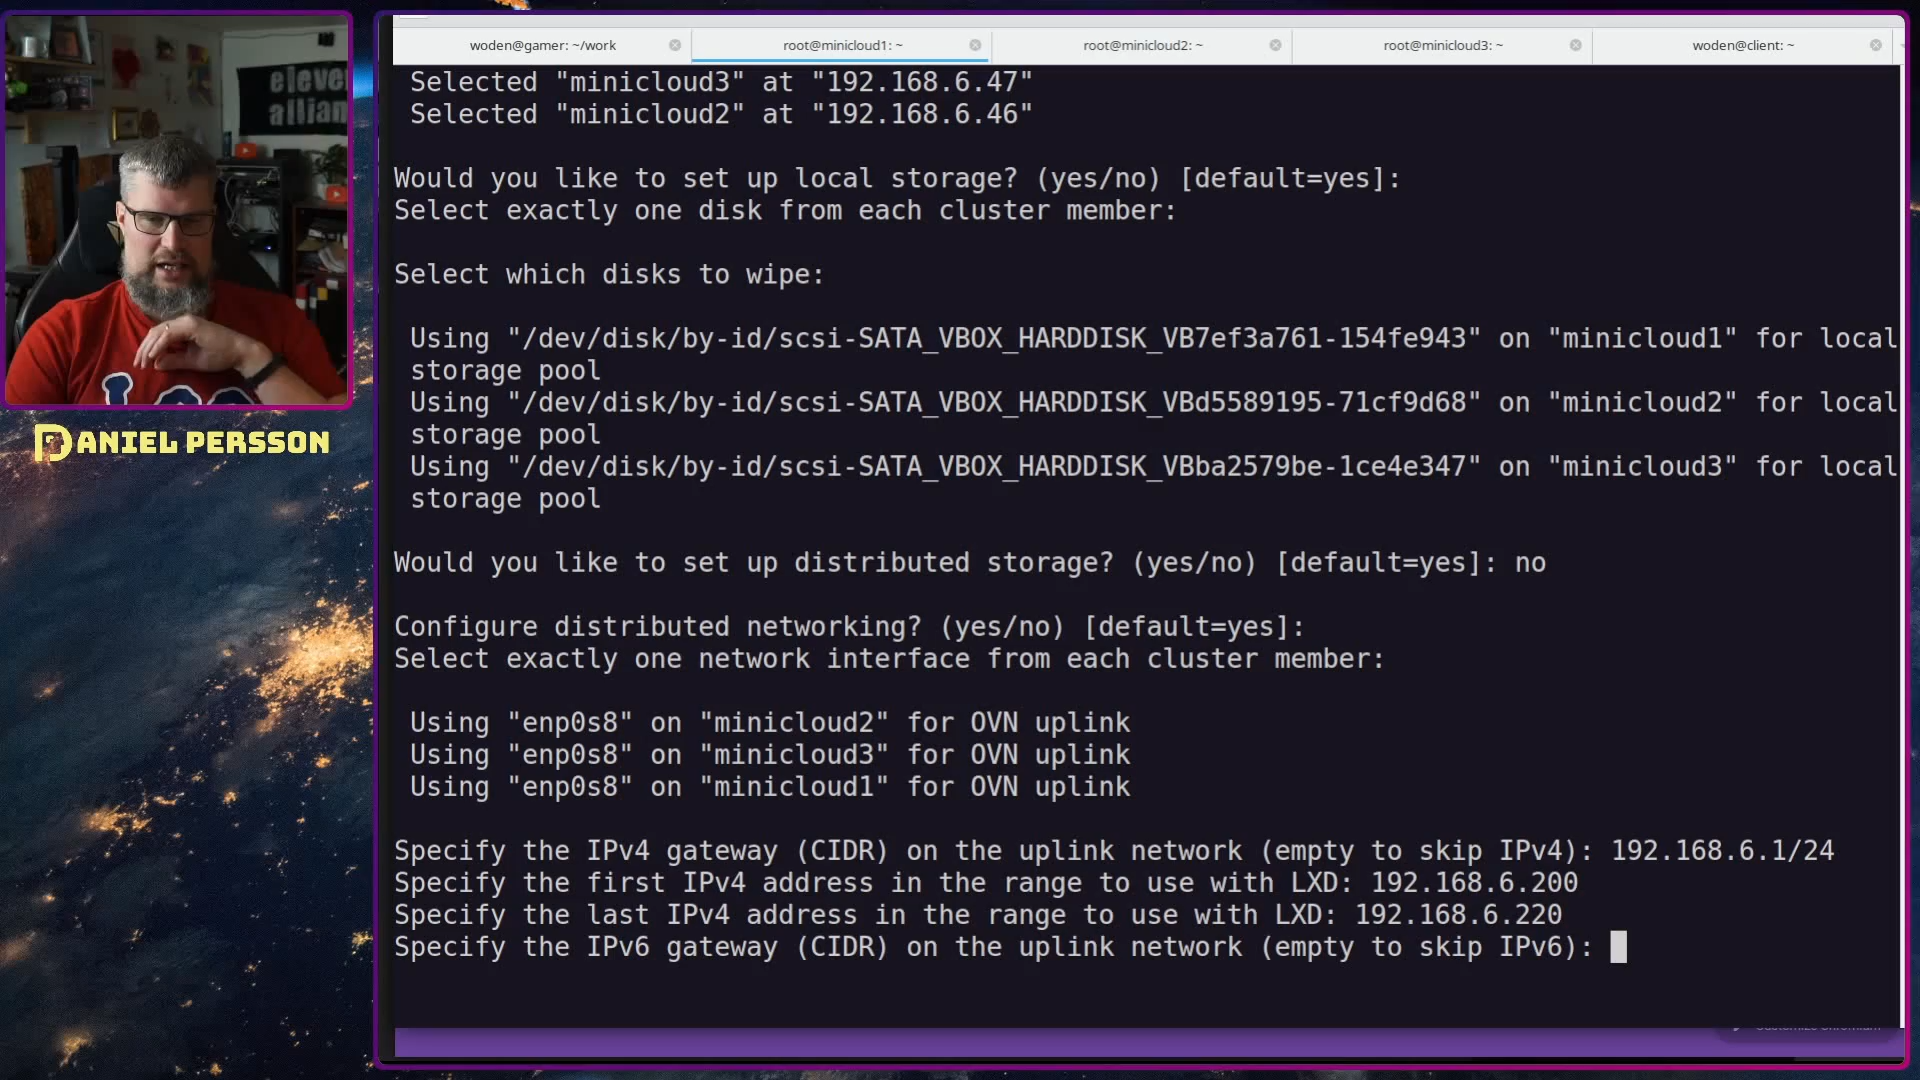 woden@gamer: ~/work
root@minicloud1: ~
root@minicloud2: ~
root@minicloud3: ~
woden@client: ~
Selected "minicloud3" at "192.168.6.47"
Selected "minicloud2" at "192.168.6.46"
Would you like to set up local storage? (yes/no) [default=yes]:
Select exactly one disk from each cluster member:
Select which disks to wipe:
Using "/dev/disk/by-id/scsi-SATA_VBOX_HARDDISK_VB7ef3a761-154fe943" on "minicloud1" for local
storage pool
Using "/dev/disk/by-id/scsi-SATA_VBOX_HARDDISK_VBd5589195-71cf9d68" on "minicloud2" for local
storage pool
Using "/dev/disk/by-id/scsi-SATA_VBOX_HARDDISK_VBba2579be-1ce4e347" on "minicloud3" for local
storage pool
Would you like to set up distributed storage? (yes/no) [default=yes]: no
Configure distributed networking? (yes/no) [default=yes]:
Select exactly one network interface from each cluster member:
Using "enp0s8" on "minicloud2" for OVN uplink
Using "enp0s8" on "minicloud3" for OVN uplink
Using "enp0s8" on "minicloud1" for OVN uplink
Specify the IPv4 gateway (CIDR) on the uplink network (empty to skip IPv4): 192.168.6.1/24
Specify the first IPv4 address in the range to use with LXD: 192.168.6.200
Specify the last IPv4 address in the range to use with LXD: 192.168.6.220
Specify the IPv6 gateway (CIDR) on the uplink network (empty to skip IPv6):
DANIEL PERSSON